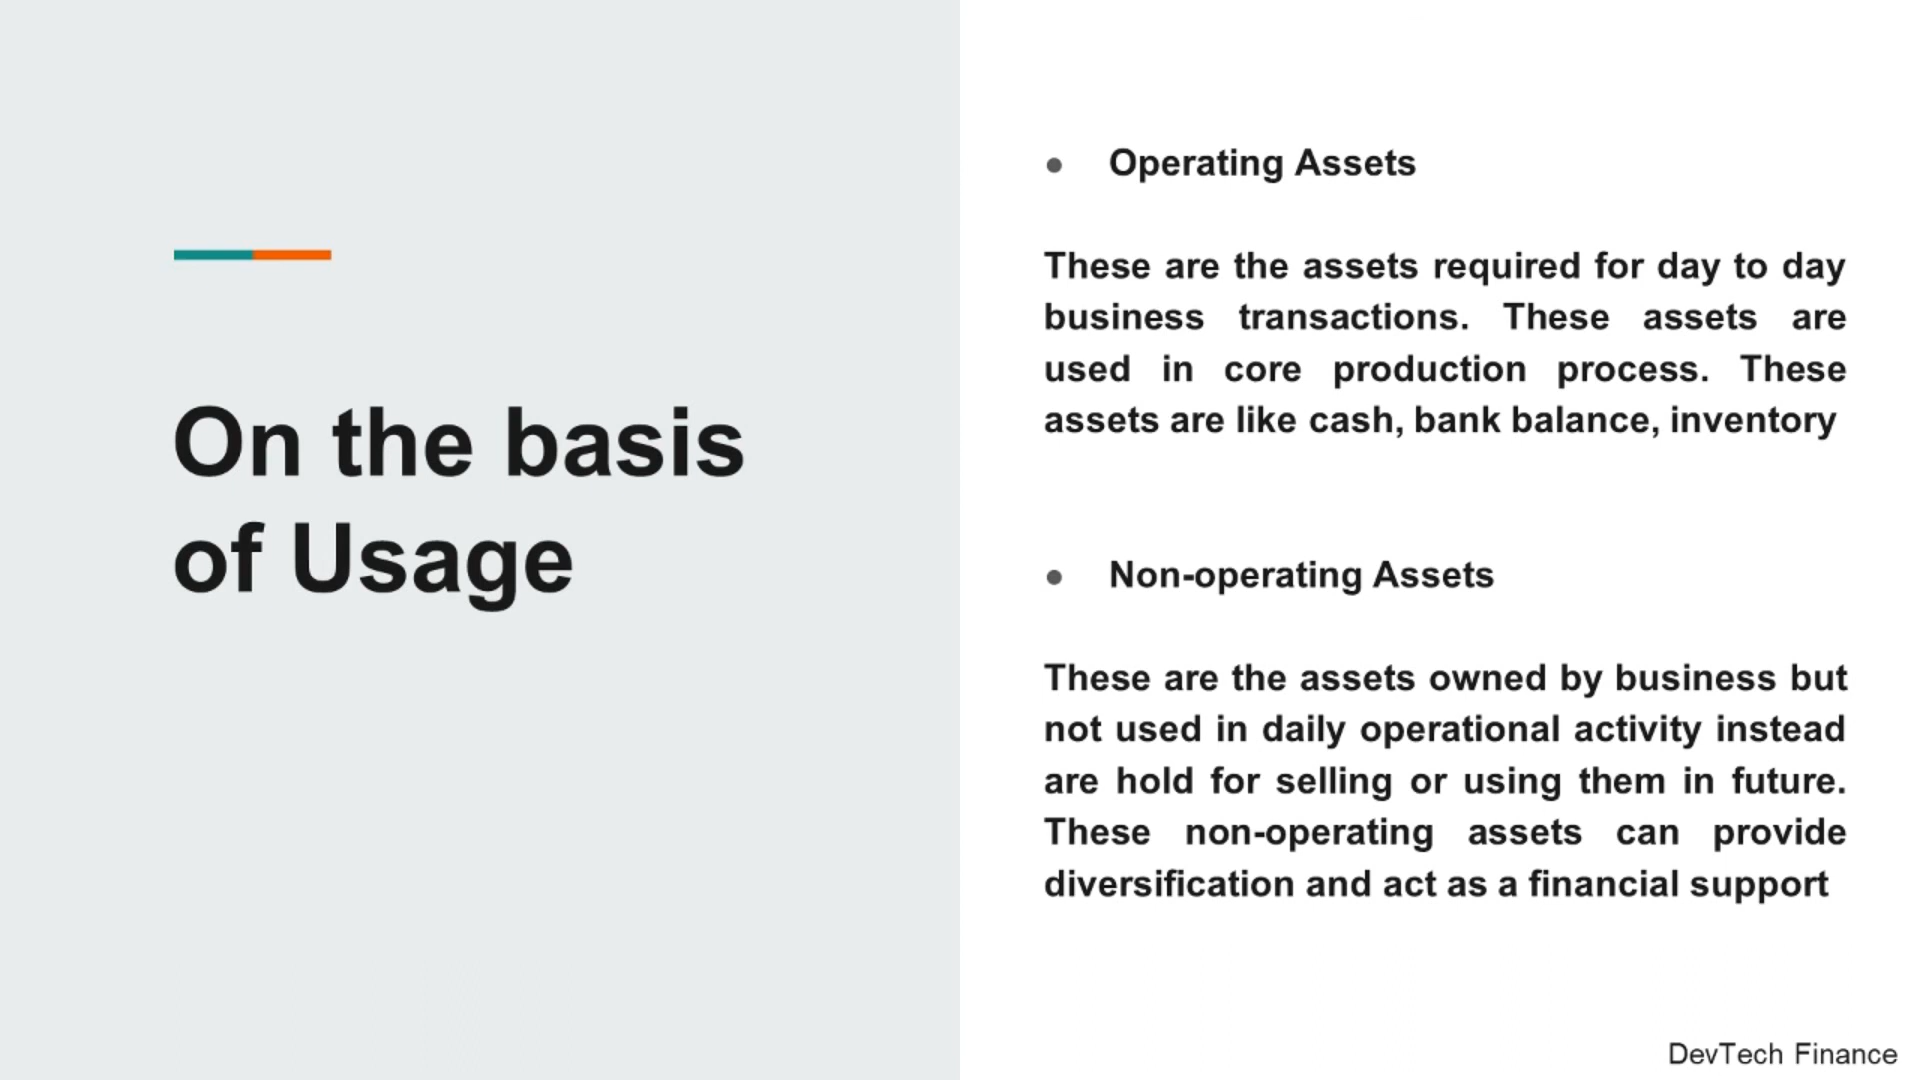 On the basis
of Usage
● Operating Assets
These are the assets required for day to day
business transactions. These assets are
used in core production process. These
assets are like cash, bank balance, inventory
● Non-operating Assets
These are the assets owned by business but
not used in daily operational activity instead
are hold for selling or using them in future.
These non-operating assets can provide
diversification and act as a financial support
DevTech Finance